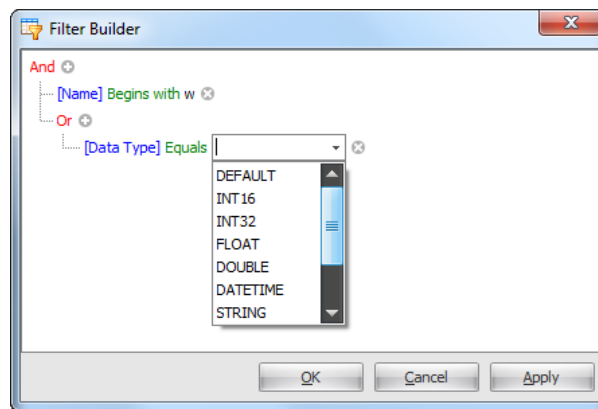 Filter Builder
And
[Name] Begins with w
Or
[Data Type] Equals
DEFAULT
INT16
INT32
FLOAT
DOUBLE
DATETIME
STRING
OK Cancel Apply